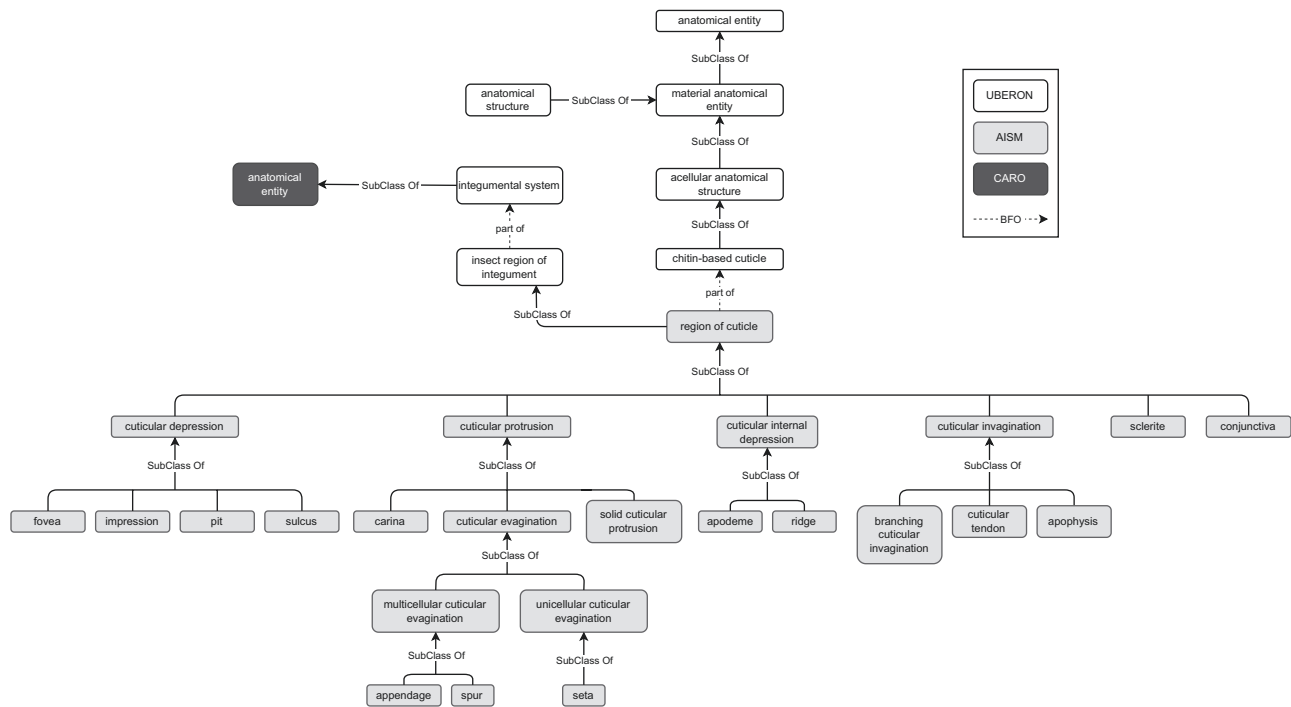 anatomical entity
SubClass Of
anatomical
structure
SubClass Of
material anatomical
entity
UBERON
AISM
CARO
BFO
SubClass Of
anatomical
entity
SubClass Of
integumental system
acellular anatomical
structure
part of
SubClass Of
insect region of
integument
chitin-based cuticle
part of
SubClass Of
region of cuticle
SubClass Of
cuticular depression
cuticular protrusion
cuticular internal
depression
cuticular invagination
sclerite
conjunctiva
SubClass Of
SubClass Of
SubClass Of
SubClass Of
fovea
impression
pit
sulcus
carina
cuticular evagination
solid cuticular
protrusion
apodeme
ridge
branching
cuticular
invagination
cuticular
tendon
apophysis
SubClass Of
multicellular cuticular
evagination
unicellular cuticular
evagination
SubClass Of
SubClass Of
appendage
spur
seta